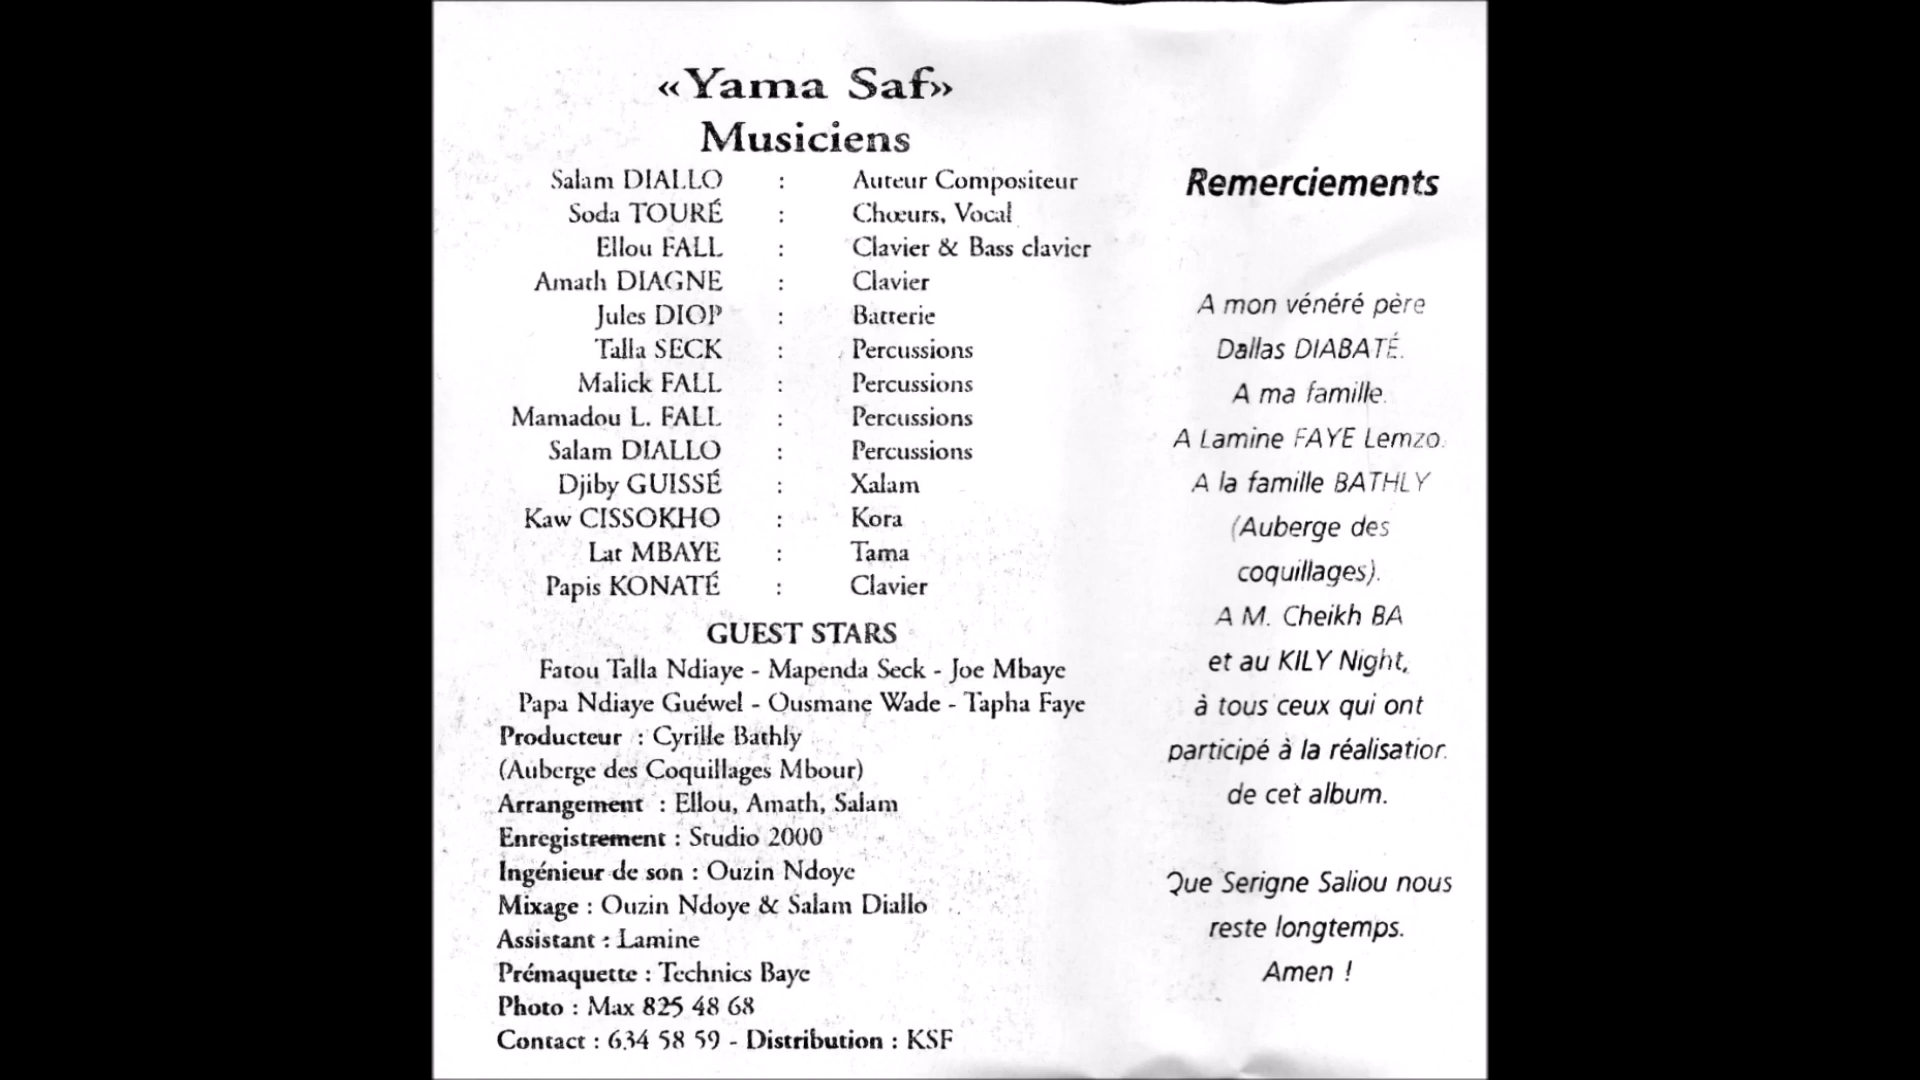 «Yama Saf»
Musiciens
Salam DIALLO : Auteur Compositeur
Soda TOURÉ : Chœurs, Vocal
Ellou FALL : Clavier & Bass clavier
Amath DIAGNE : Clavier
Jules DIOP : Batterie
Talla SECK : Percussions
Malick FALL : Percussions
Mamadou L. FALL : Percussions
Salam DIALLO : Percussions
Djiby GUISSÉ : Xalam
Kaw CISSOKHO : Kora
Lat MBAYE : Tama
Papis KONATÉ : Clavier
GUEST STARS
Fatou Talla Ndiaye - Mapenda Seck - Joe Mbaye
Papa Ndiaye Guéwel - Ousmane Wade - Tapha Faye
Producteur : Cyrille Bathly
(Auberge des Coquillages Mbour)
Arrangement : Ellou, Amath, Salam
Enregistrement : Studio 2000
Ingénieur de son : Ouzin Ndoye
Mixage : Ouzin Ndoye & Salam Diallo
Assistant : Lamine
Prémaquette : Technics Baye
Photo : Max 825 48 68
Contact : 634 58 59 - Distribution : KSF
Remerciements
A mon vénéré père
Dallas DIABATÉ.
A ma famille.
A Lamine FAYE Lemzo.
A la famille BATHLY
(Auberge des
coquillages).
A M. Cheikh BA
et au KILY Night,
à tous ceux qui ont
participé à la réalisation
de cet album.
Que Serigne Saliou nous
reste longtemps.
Amen !